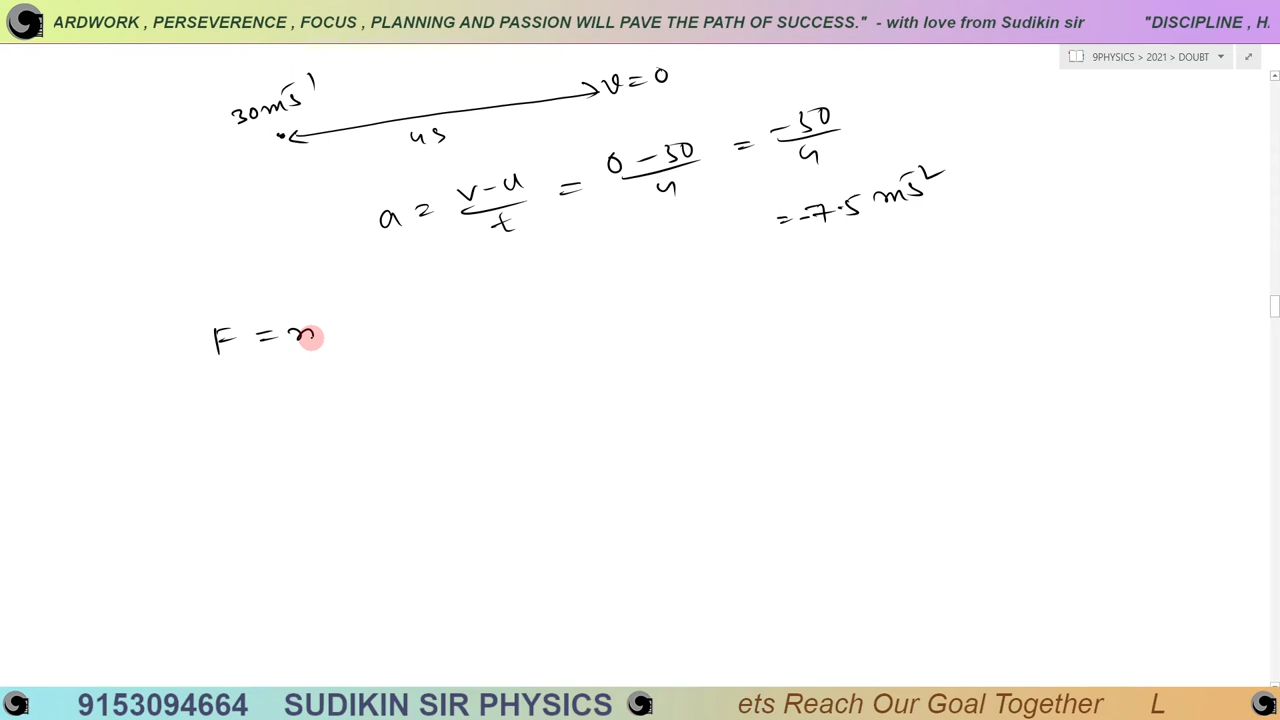 ARDWORK , PERSEVERENCE , FOCUS , PLANNING AND PASSION WILL PAVE THE PATH OF SUCCESS." - with love from Sudikin sir "DISCIPLINE , H.
9PHYSICS > 2021 > DOUBT
30ms⁻¹ 4s v=0
a = v-u/t = 0-30/4 = -30/4
= -7.5 ms⁻²
F = m
9153094664 SUDIKIN SIR PHYSICS ets Reach Our Goal Together L